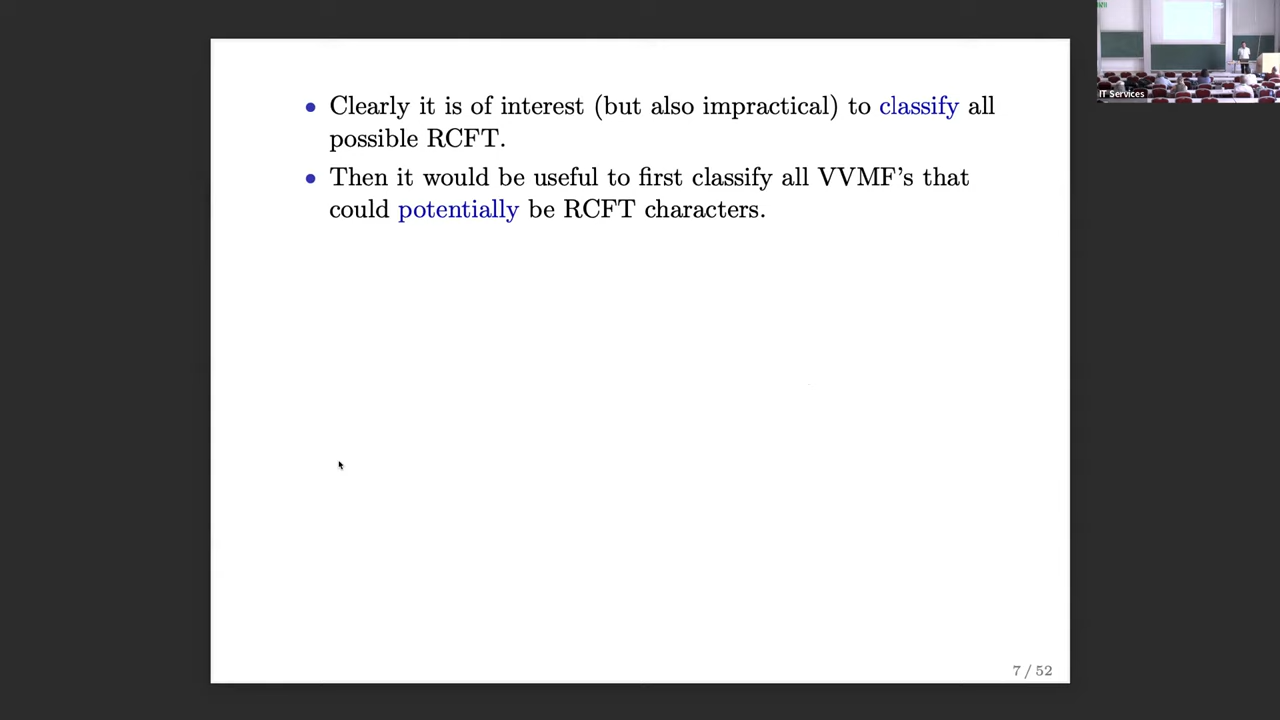 • Clearly it is of interest (but also impractical) to classify all
possible RCFT.
• Then it would be useful to first classify all VVMF's that
could potentially be RCFT characters.
7 / 52
IT Services